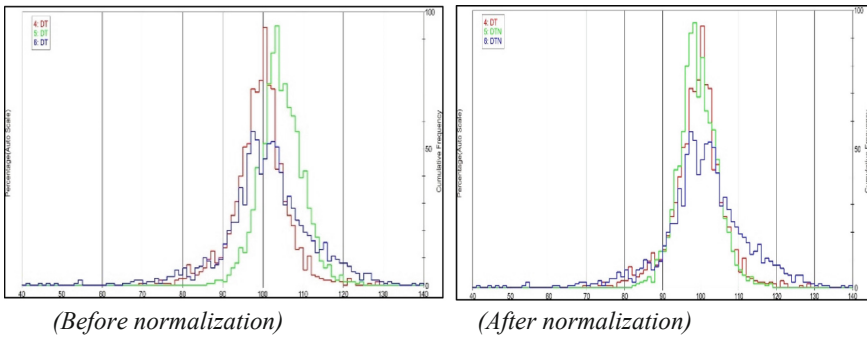 4: DT
5: DT
6: DT
Percentage(Auto Scale)
Cumulative Frequency
100
50
0
40 50 60 70 80 90 100 110 120 130 140
(Before normalization)
4: DT
5: DTN
6: DTN
Percentage(Auto Scale)
Cumulative Frequency
100
50
0
40 50 60 70 80 90 100 110 120 130 140
(After normalization)